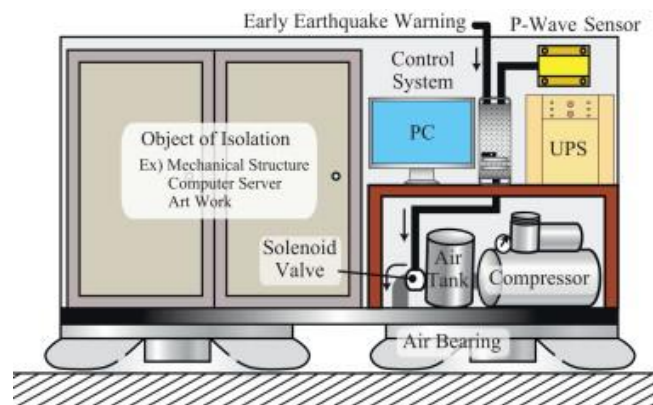 Early Earthquake Warning
P-Wave Sensor
Control
System
Object of Isolation
Ex) Mechanical Structure
Computer Server
Art Work
PC
UPS
Solenoid
Valve
Air
Tank
Compressor
Air Bearing